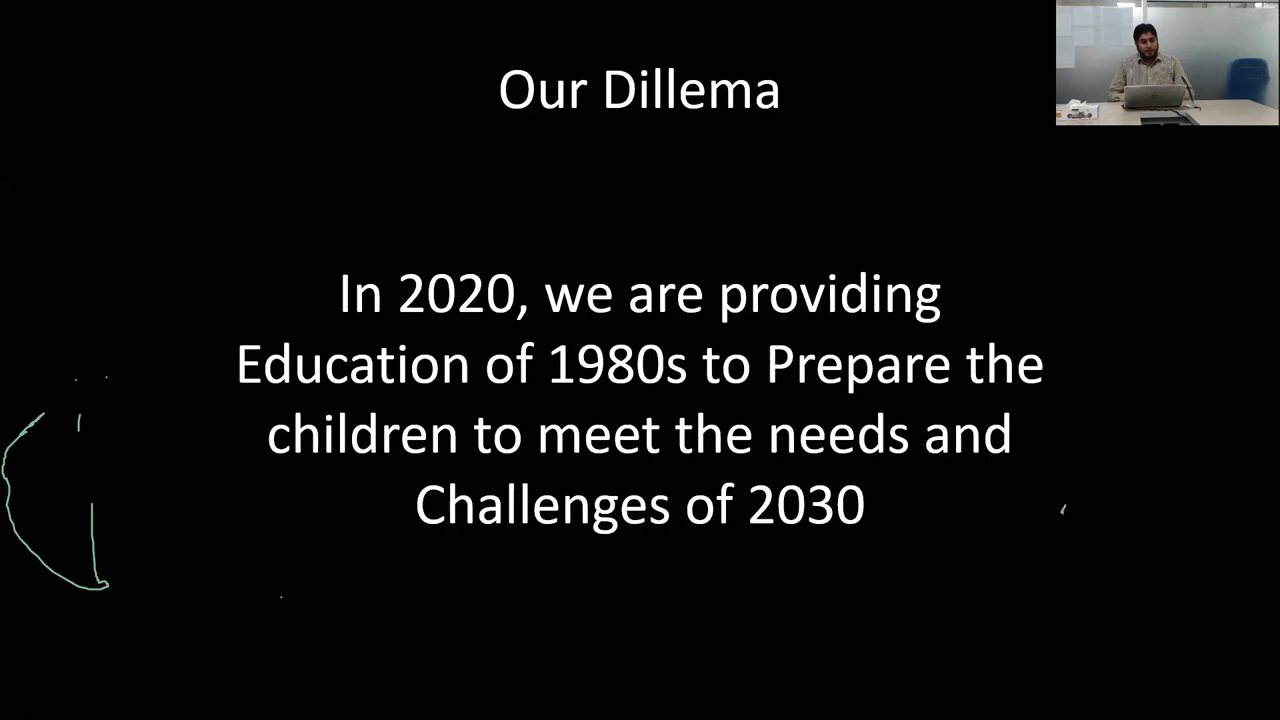 Our Dillema
In 2020, we are providing
Education of 1980s to Prepare the
children to meet the needs and
Challenges of 2030